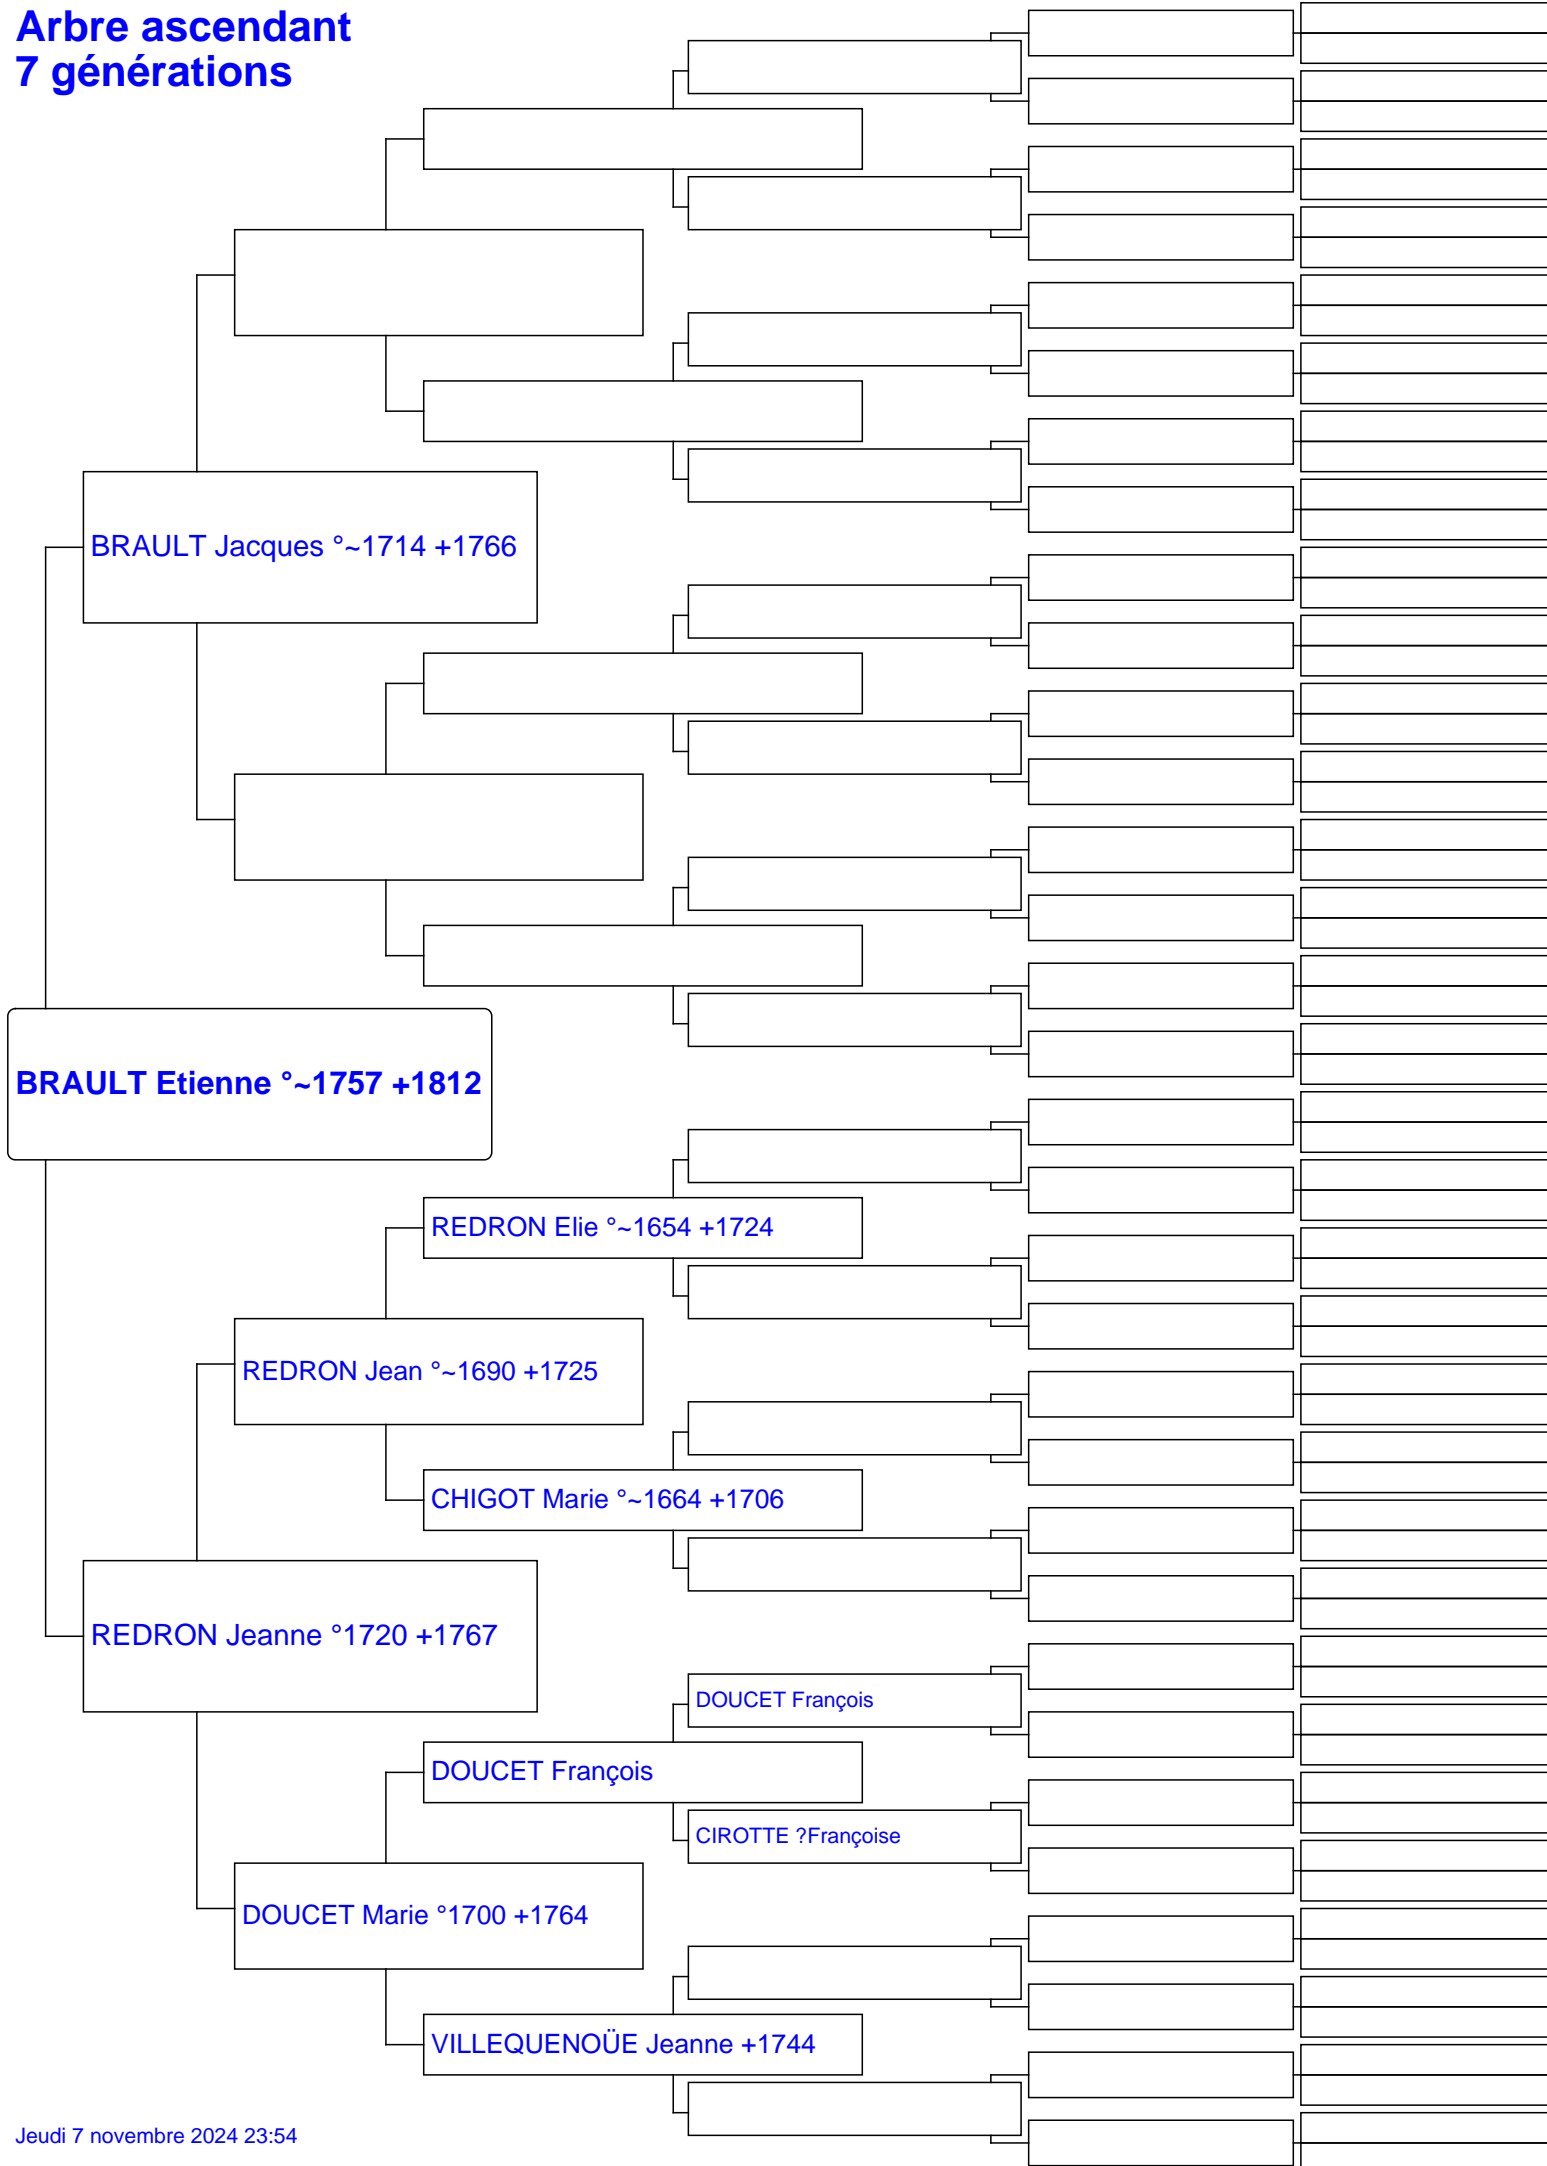 Arbre ascendant
7 générations
BRAULT Jacques °~1714 +1766
BRAULT Etienne °~1757 +1812
REDRON Elie °~1654 +1724
REDRON Jean °~1690 +1725
CHIGOT Marie °~1664 +1706
REDRON Jeanne °1720 +1767
DOUCET François
DOUCET François
CIROTTE ?Françoise
DOUCET Marie °1700 +1764
VILLEQUENOÜE Jeanne +1744
Jeudi 7 novembre 2024 23:54